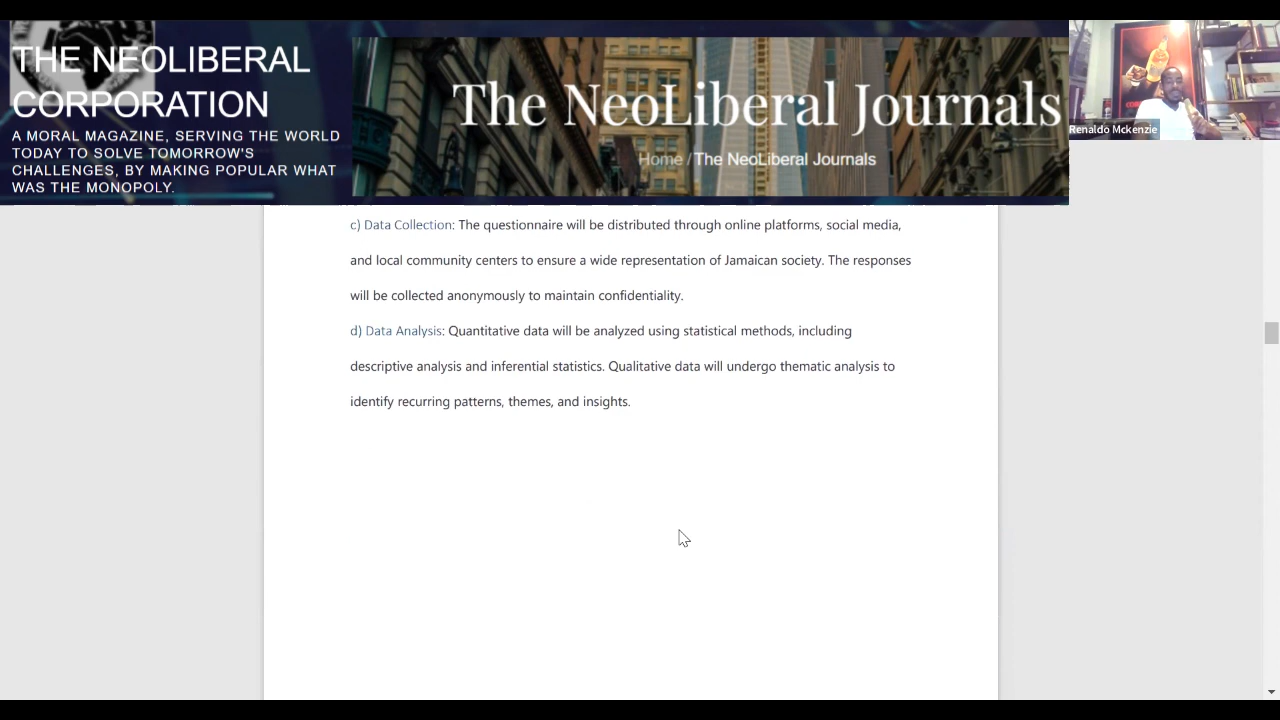 THE NEOLIBERAL
CORPORATION
A MORAL MAGAZINE, SERVING THE WORLD
TODAY TO SOLVE TOMORROW'S
CHALLENGES, BY MAKING POPULAR WHAT
WAS THE MONOPOLY.
The NeoLiberal Journals
Home / The NeoLiberal Journals
Renaldo Mckenzie
c) Data Collection: The questionnaire will be distributed through online platforms, social media,
and local community centers to ensure a wide representation of Jamaican society. The responses
will be collected anonymously to maintain confidentiality.
d) Data Analysis: Quantitative data will be analyzed using statistical methods, including
descriptive analysis and inferential statistics. Qualitative data will undergo thematic analysis to
identify recurring patterns, themes, and insights.